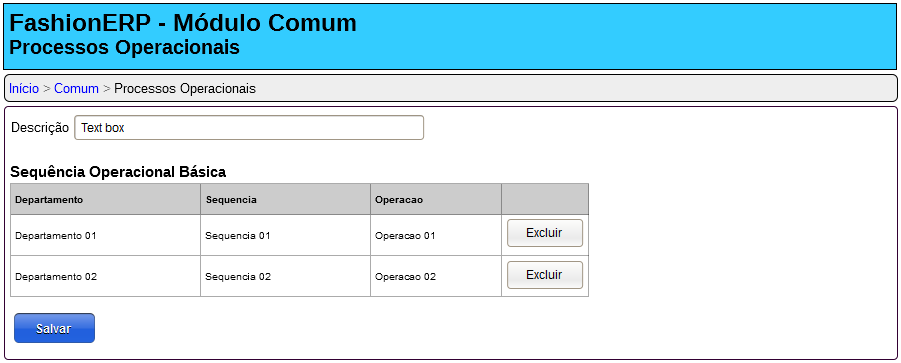 FashionERP - Módulo Comum
Processos Operacionais
Início > Comum > Processos Operacionais
Descrição Text box
Sequência Operacional Básica
Departamento Sequencia Operacao
Departamento 01 Sequencia 01 Operacao 01 Excluir
Departamento 02 Sequencia 02 Operacao 02 Excluir
Salvar